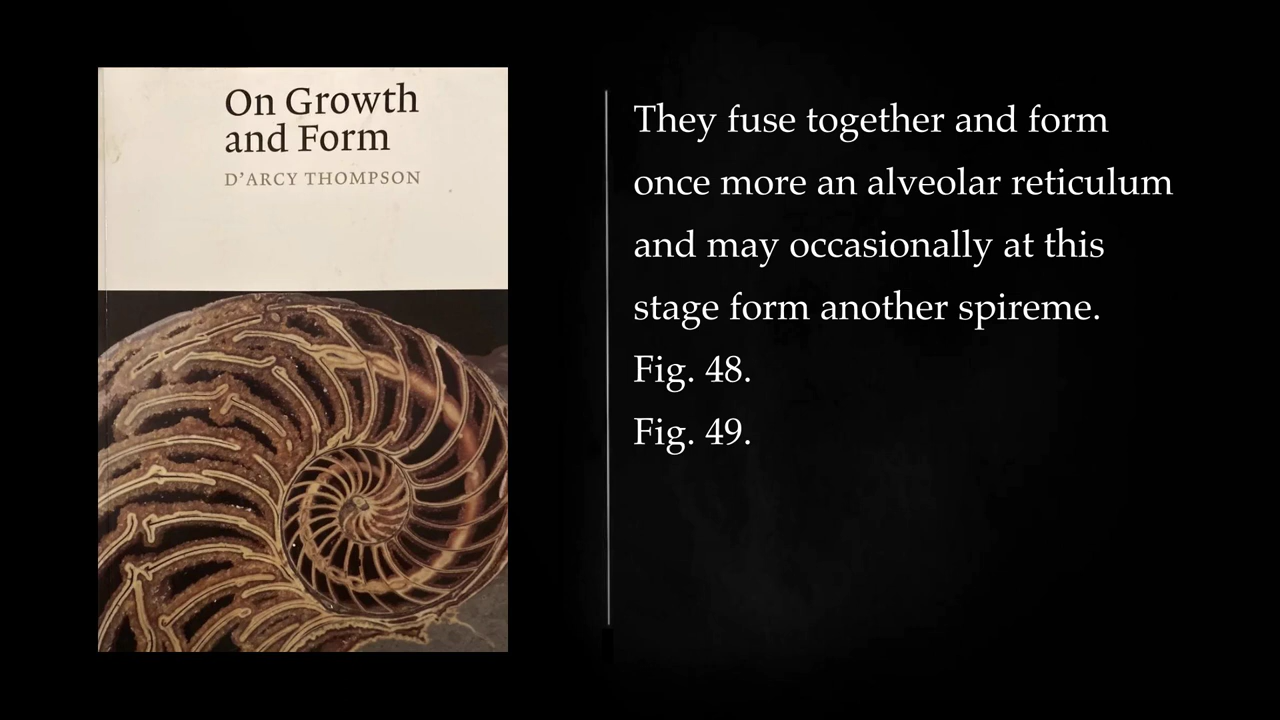 On Growth
and Form
D'ARCY THOMPSON
They fuse together and form
once more an alveolar reticulum
and may occasionally at this
stage form another spireme.
Fig. 48.
Fig. 49.